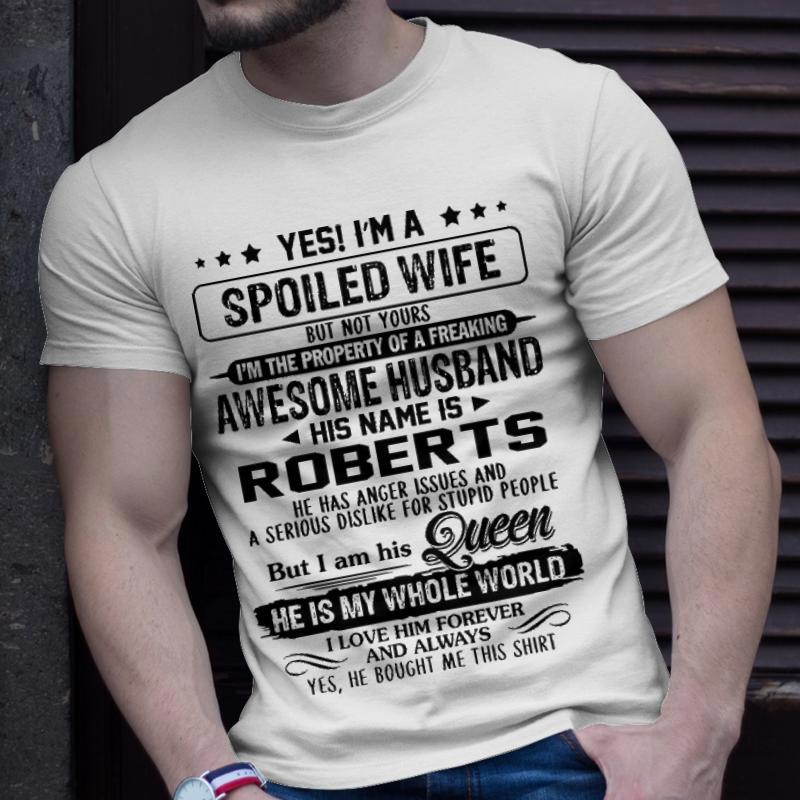 YES! I'M A
SPOILED WIFE
BUT NOT YOURS
I'M THE PROPERTY OF A FREAKING
AWESOME HUSBAND
HIS NAME IS
ROBERTS
HE HAS ANGER ISSUES AND
A SERIOUS DISLIKE FOR STUPID PEOPLE
But I am his Queen
HE IS MY WHOLE WORLD
I LOVE HIM FOREVER
AND ALWAYS
YES, HE BOUGHT ME THIS SHIRT